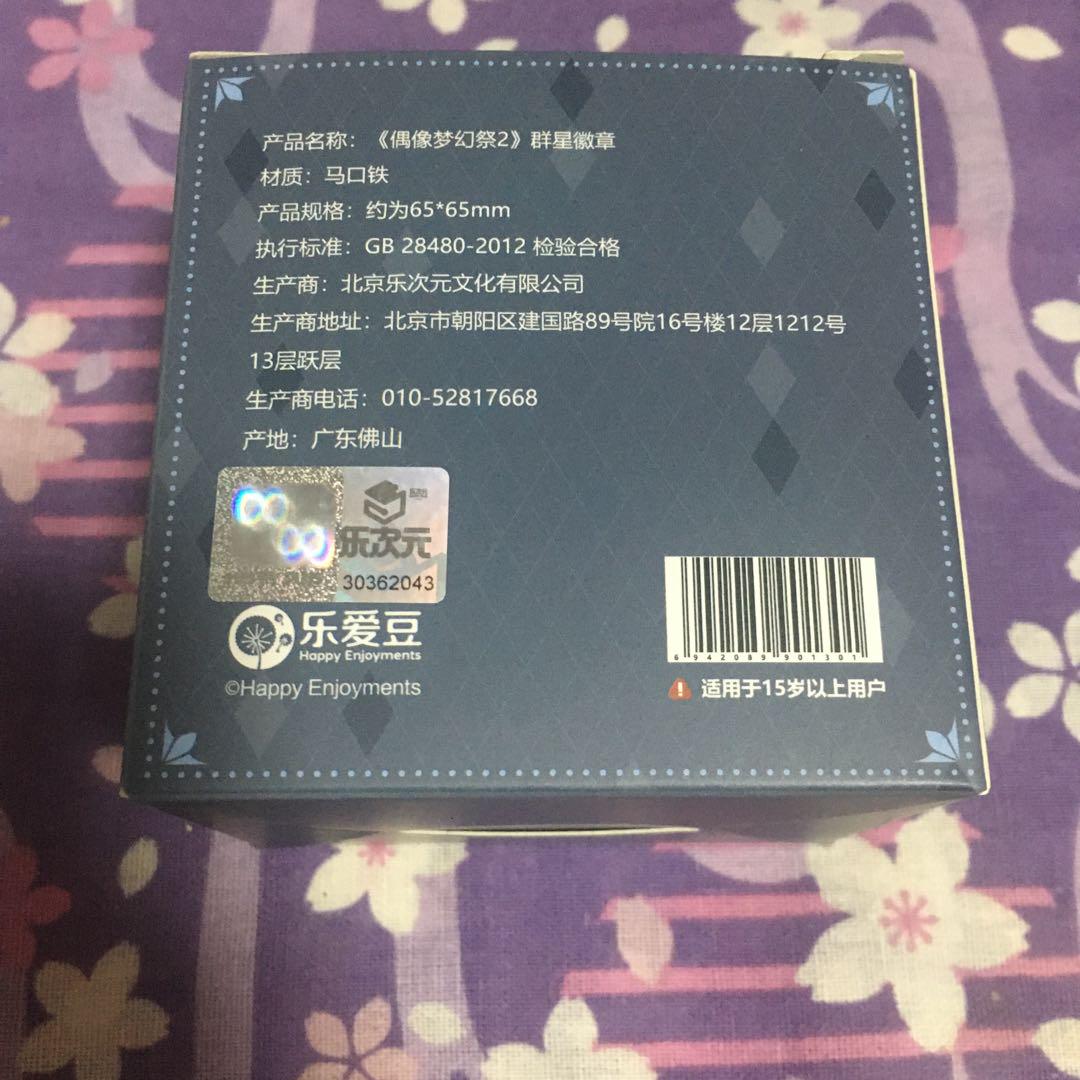 产品名称：《偶像梦幻祭2》群星徽章
材质：马口铁
产品规格：约为65*65mm
执行标准：GB 28480-2012 检验合格
生产商：北京乐次元文化有限公司
生产商地址：北京市朝阳区建国路89号院16号楼12层1212号
13层跃层
生产商电话：010-52817668
产地：广东佛山
乐次元
30362043
乐爱豆
Happy Enjoyments
©Happy Enjoyments
6942089901301
适用于15岁以上用户